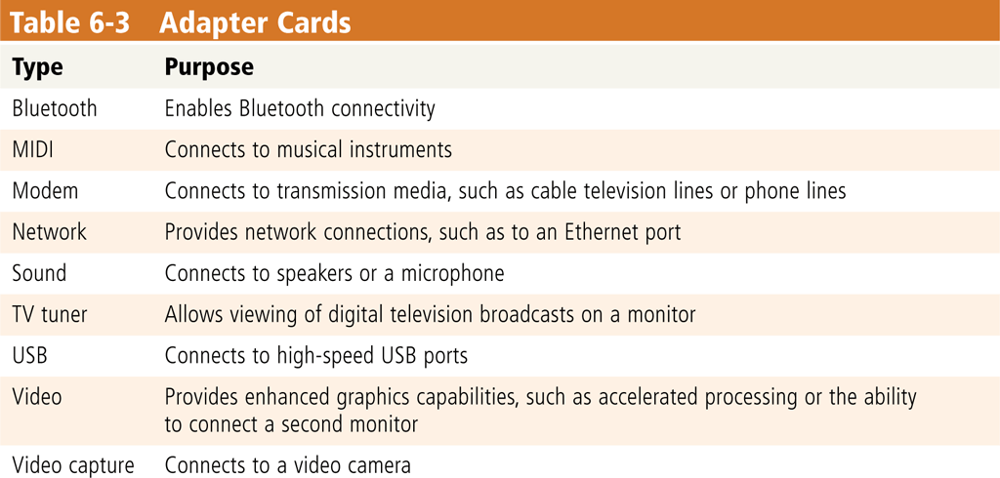 Table 6-3 Adapter Cards
Type Purpose
Bluetooth Enables Bluetooth connectivity
MIDI Connects to musical instruments
Modem Connects to transmission media, such as cable television lines or phone lines
Network Provides network connections, such as to an Ethernet port
Sound Connects to speakers or a microphone
TV tuner Allows viewing of digital television broadcasts on a monitor
USB Connects to high-speed USB ports
Video Provides enhanced graphics capabilities, such as accelerated processing or the ability
to connect a second monitor
Video capture Connects to a video camera